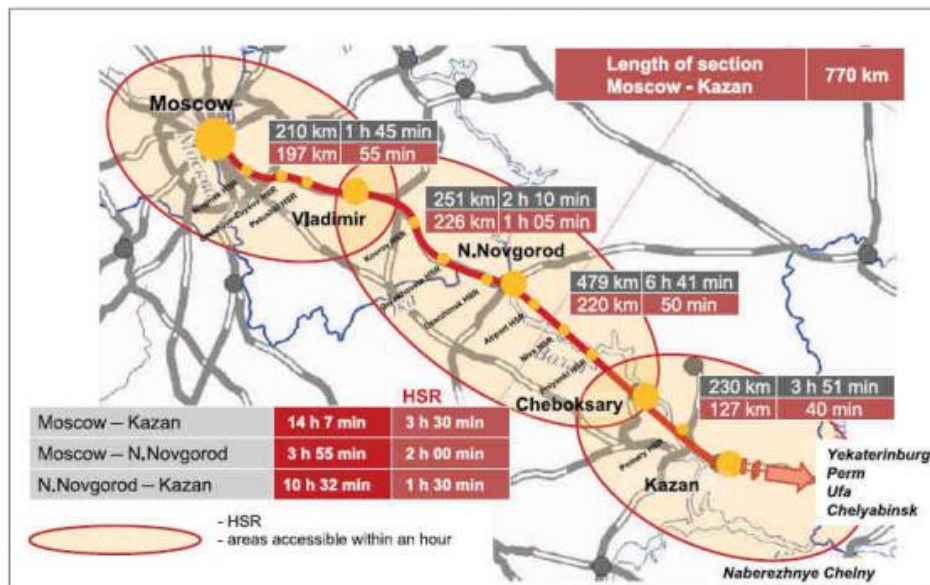 Length of section
Moscow - Kazan
770 km
Moscow
210 km 1 h 45 min
197 km 55 min
Vladimir
251 km 2 h 10 min
226 km 1 h 05 min
N.Novgorod
479 km 6 h 41 min
220 km 50 min
Airport HSR
Cheboksary
230 km 3 h 51 min
127 km 40 min
Kazan
Yekaterinburg
Perm
Ufa
Chelyabinsk
Naberezhnye Chelny
HSR
Moscow – Kazan 14 h 7 min 3 h 30 min
Moscow – N.Novgorod 3 h 55 min 2 h 00 min
N.Novgorod – Kazan 10 h 32 min 1 h 30 min
- HSR
- areas accessible within an hour